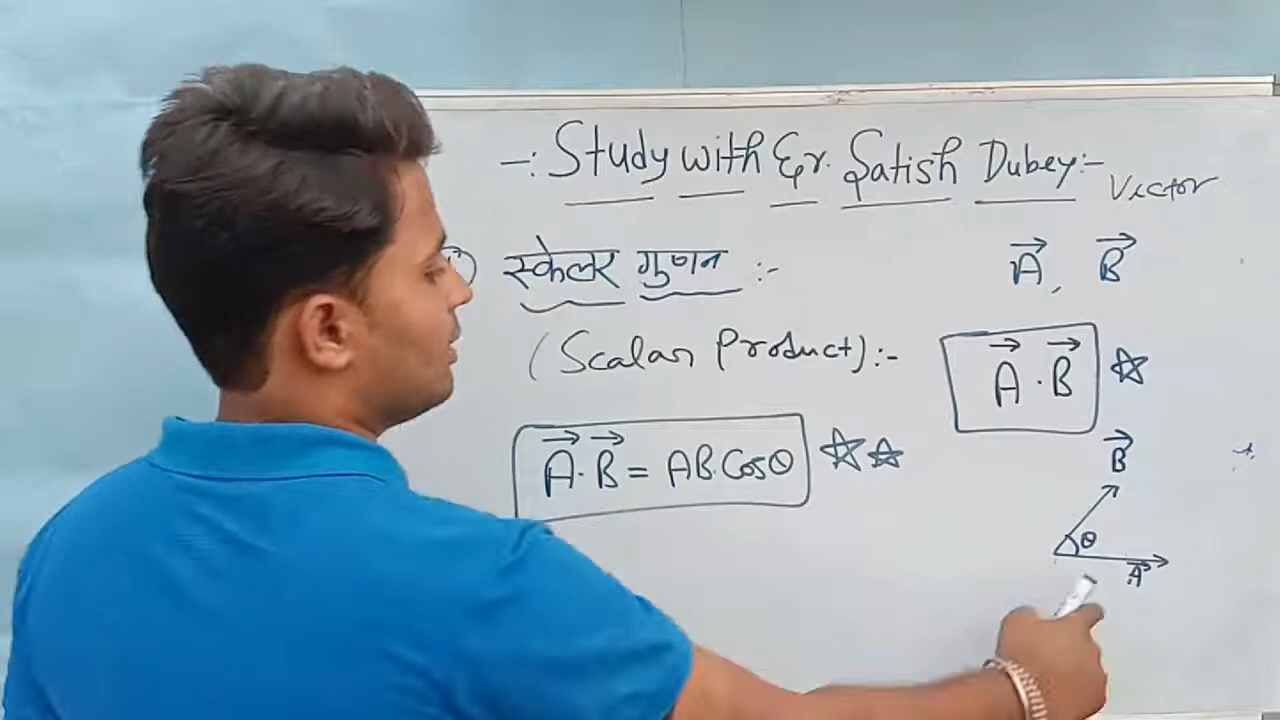 -: Study with Er. Satish Dubey:-
Vector
स्केलर गुणन :-
A⃗, B⃗
(Scalar Product):-
A⃗ · B⃗
A⃗ · B⃗ = AB.Cosθ
B⃗
θ
A⃗